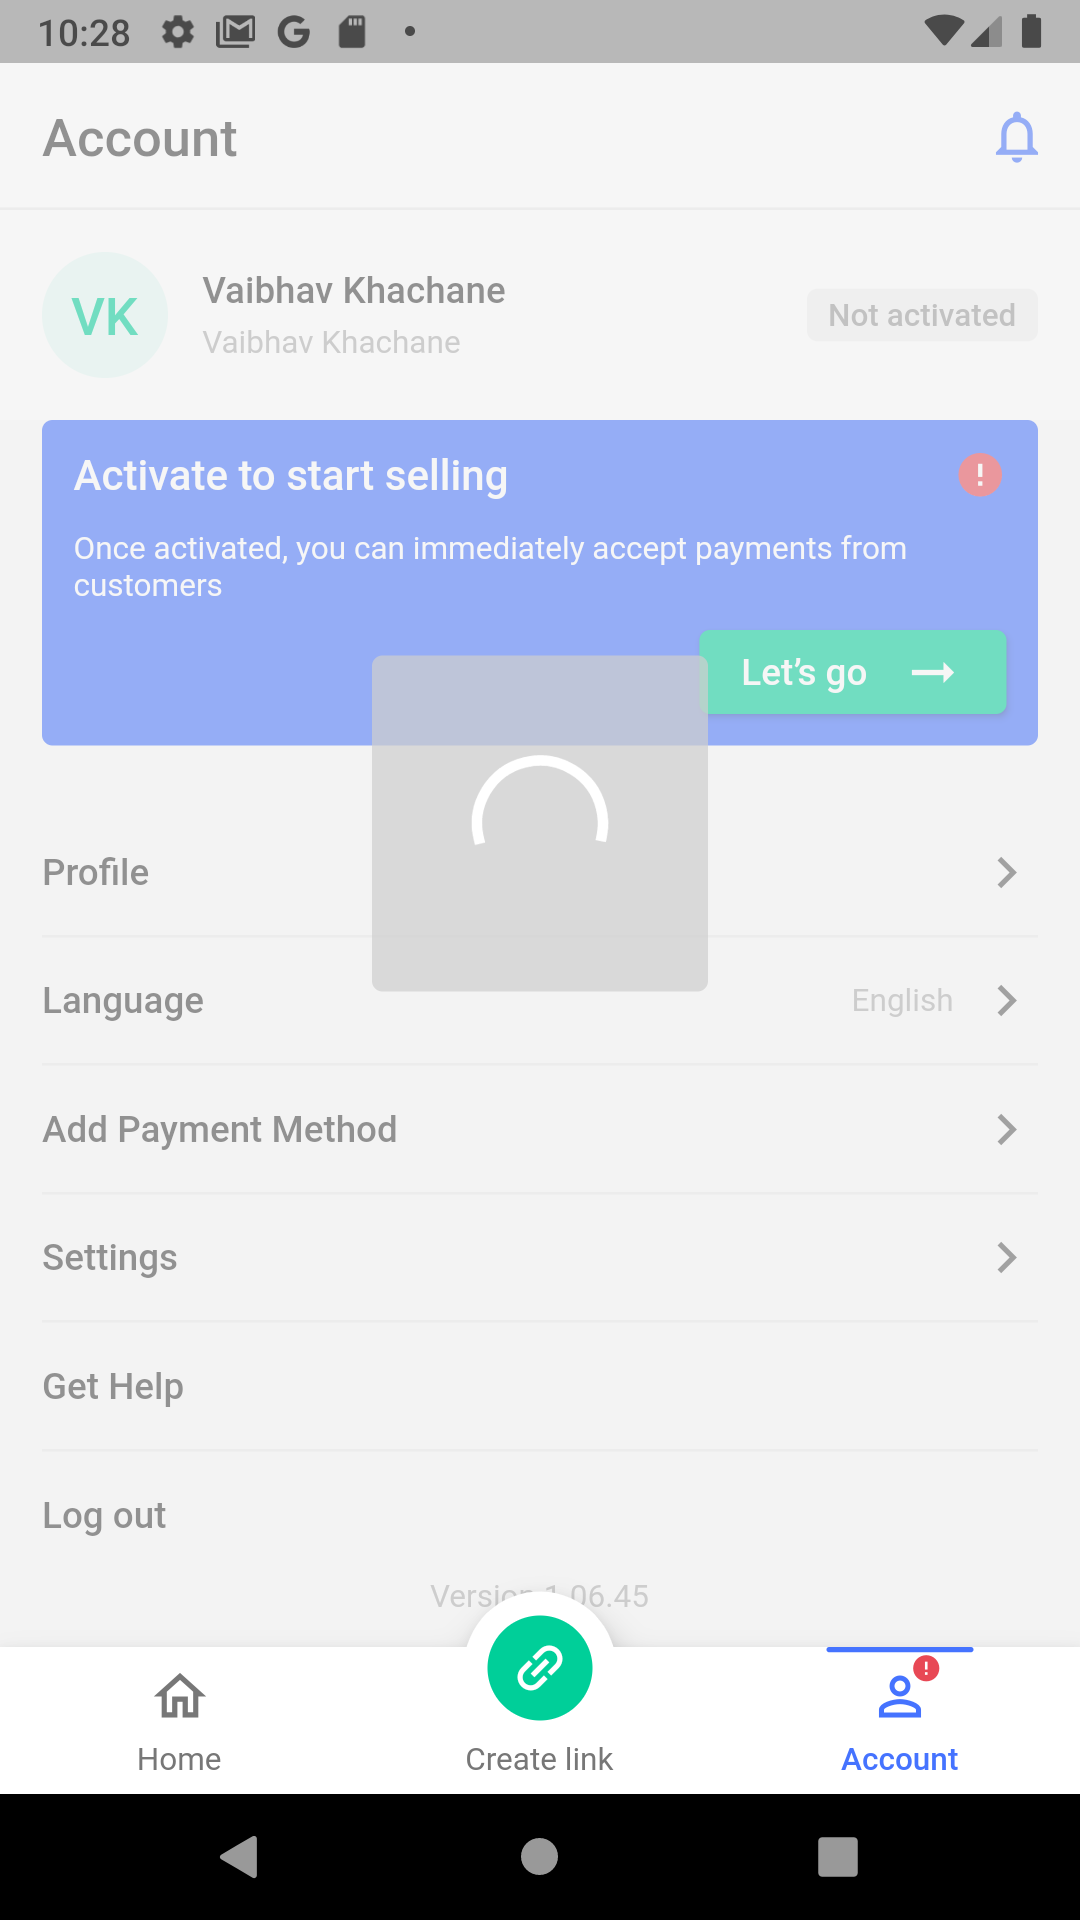 10:28
Account
VK
Vaibhav Khachane
Vaibhav Khachane
Not activated
Activate to start selling
Once activated, you can immediately accept payments from
customers
Let's go
Profile
Language
English
Add Payment Method
Settings
Get Help
Log out
Version 1.06.45
Home
Create link
Account